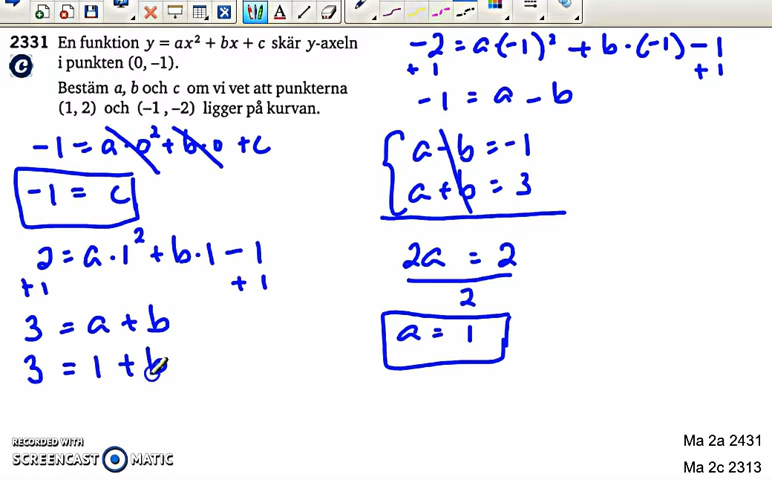 2331 En funktion y = ax² + bx + c skär y-axeln
i punkten (0, −1).
C
Bestäm a, b och c om vi vet att punkterna
(1, 2) och (−1, −2) ligger på kurvan.
-1 = a·0² + b·0 + c
-1 = c
2 = a·1² + b·1 - 1
+1 +1
3 = a + b
3 = 1 + b
-2 = a(-1)² + b·(-1) - 1
+1 +1
-1 = a - b
a - b = -1
a + b = 3
2a = 2
2
a = 1
RECORDED WITH
SCREENCAST MATIC
Ma 2a 2431
Ma 2c 2313